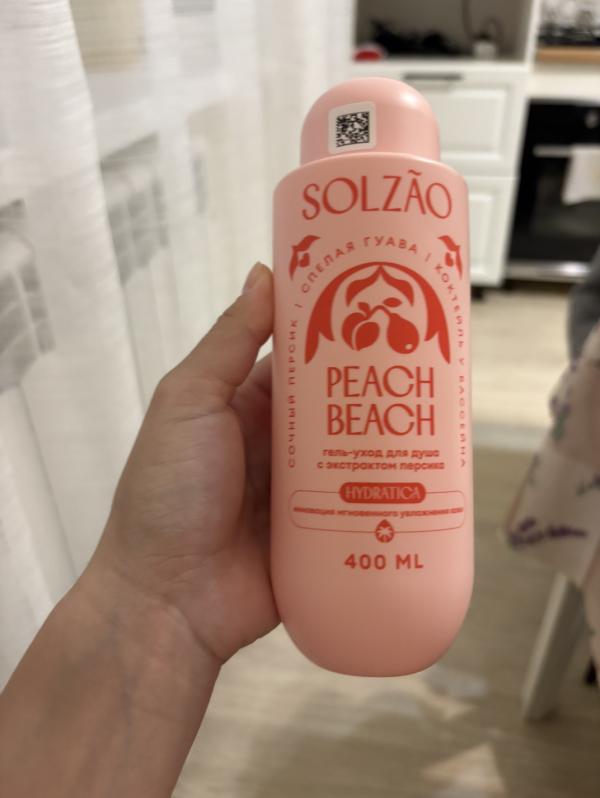 SOLZÃO
СОЧНЫЙ ПЕРСИК | СПЕЛАЯ ГУАВА | КОКТЕЙЛЬ У БАССЕЙНА
PEACH
BEACH
гель-уход для душа
с экстрактом персика
HYDRATICA
инновация мгновенного увлажнения кожи
400 ML